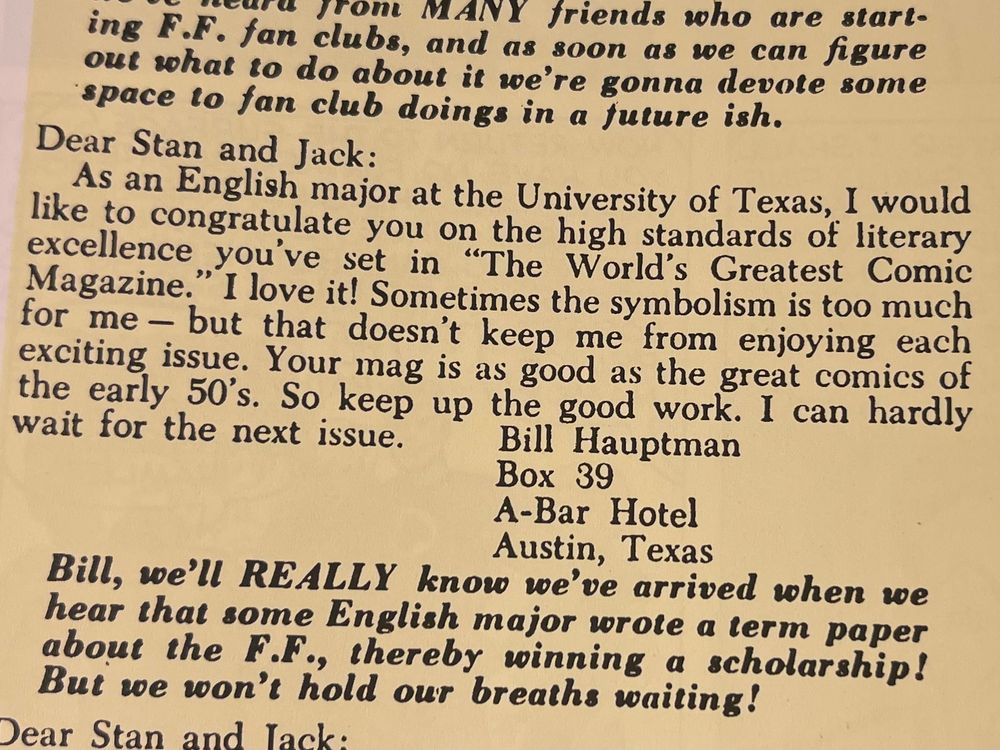 heard from MANY friends who are start-
ing F.F. fan clubs, and as soon as we can figure
out what to do about it we're gonna devote some
space to fan club doings in a future ish.
Dear Stan and Jack:
As an English major at the University of Texas, I would
like to congratulate you on the high standards of literary
excellence you've set in "The World's Greatest Comic
Magazine." I love it! Sometimes the symbolism is too much
for me — but that doesn't keep me from enjoying each
exciting issue. Your mag is as good as the great comics of
the early 50's. So keep up the good work. I can hardly
wait for the next issue.
Bill Hauptman
Box 39
A-Bar Hotel
Austin, Texas
Bill, we'll REALLY know we've arrived when we
hear that some English major wrote a term paper
about the F.F., thereby winning a scholarship!
But we won't hold our breaths waiting!
Dear Stan and Jack: